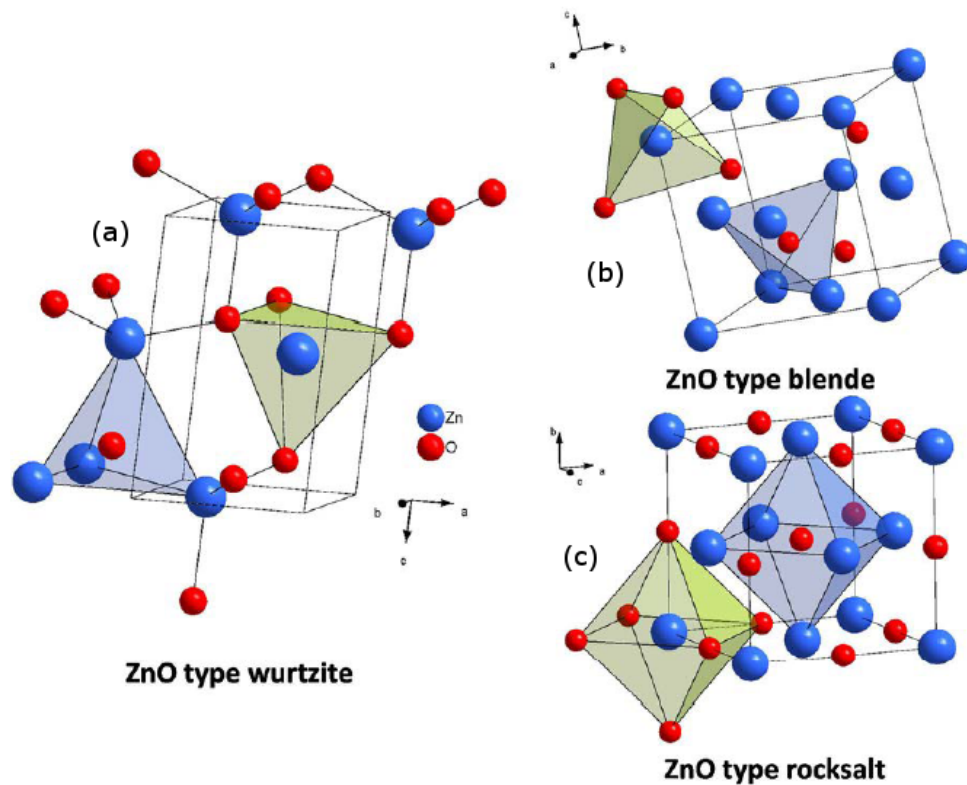 (a)
Zn
O
b
a
c
ZnO type wurtzite
c
b
a
(b)
ZnO type blende
b
a
c
(c)
ZnO type rocksalt